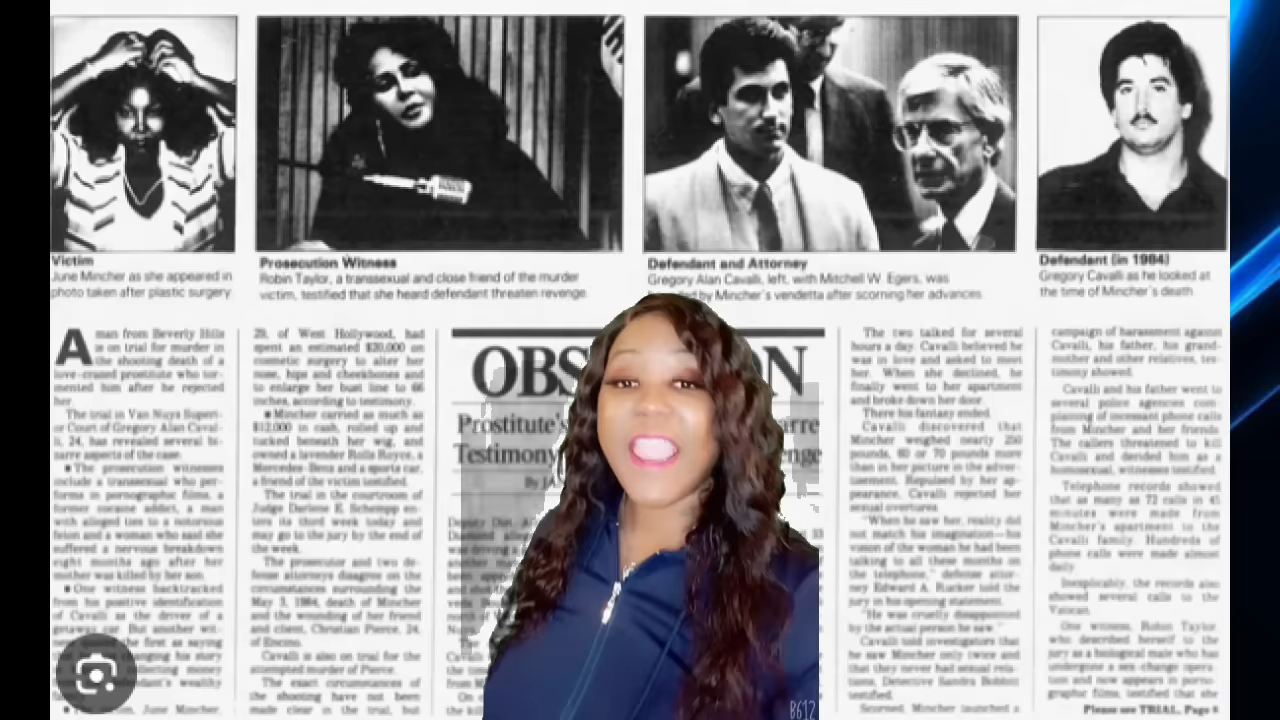 Victim
June Mincher as she appeared in
photo taken after plastic surgery
Prosecution Witness
Robin Taylor, a transsexual and close friend of the murder
victim, testified that she heard defendant threaten revenge.
Defendant and Attorney
Gregory Alan Cavalli, left, with Mitchell W. Egers, was
by Mincher's vendetta after scorning her advances.
Defendant (in 1984)
Gregory Cavalli as he looked at
the time of Mincher's death
A man from Beverly Hills
is on trial for murder in
the shooting death of a
love-crazed prostitute who tor-
mented him after he rejected
her.
The trial in Van Nuys Superi-
or Court of Gregory Alan Caval-
li, 24, has revealed several bi-
zarre aspects of the case.
• The prosecution witnesses
include a transsexual who per-
forms in pornographic films, a
former cocaine addict, a man
with alleged ties to a notorious
felon and a woman who said she
suffered a nervous breakdown
eight months ago after her
mother was killed by her son.
• One witness backtracked
from his positive identification
of Cavalli as the driver of a
getaway car. But another wit-
the first as saying
changing his story
money
defendant's wealthy
June Mincher,
29, of West Hollywood, had
spent an estimated $20,000 on
cosmetic surgery to alter her
nose, hips and cheekbones and
to enlarge her bust line to 66
inches, according to testimony.
• Mincher carried as much as
$12,000 in cash, rolled up and
tucked beneath her wig, and
owned a lavender Rolls Royce, a
Mercedes-Benz and a sports car,
a friend of the victim testified.
The trial in the courtroom of
Judge Darlene E. Schempp en-
ters its third week today and
may go to the jury by the end of
the week.
The prosecutor and two de-
fense attorneys disagree on the
circumstances surrounding the
May 3, 1984, death of Mincher
and the wounding of her friend
and client, Christian Pierce, 24,
of Encino.
Cavalli is also on trial for the
attempted murder of Pierce.
The exact circumstances of
the shooting have not been
made clear in the trial, but
OBS N
Prostitute's
Testimony
By
The two talked for several
hours a day. Cavalli believed he
was in love and asked to meet
her. When she declined, he
finally went to her apartment
and broke down her door.
There his fantasy ended.
Cavalli discovered that
Mincher weighed nearly 250
pounds, 60 or 70 pounds more
than in her picture in the adver-
tisement. Repulsed by her ap-
pearance, Cavalli rejected her
sexual overtures.
"When he saw her, reality did
not match his imagination—his
vision of the woman he had been
talking to all these months on
the telephone," defense attor-
ney Edward A. Rucker told the
jury in his opening statement.
"He was cruelly disappointed
by the actual person he saw."
Cavalli told investigators that
he saw Mincher only twice and
that they never had sexual rela-
tions, Detective Sandra Bobbitt
testified.
Scorned, Mincher launched a
campaign of harassment against
Cavalli, his father, his grand-
mother and other relatives, tes-
timony showed.
Cavalli and his father went to
several police agencies com-
plaining of incessant phone calls
from Mincher and her friends.
The callers threatened to kill
Cavalli and derided him as a
homosexual, witnesses testified.
Telephone records showed
that as many as 72 calls in 45
minutes were made from
Mincher's apartment to the
Cavalli family. Hundreds of
phone calls were made almost
daily
Inexplicably, the records also
showed several calls to the
Vatican.
One witness, Robin Taylor,
who described herself to the
jury as a biological male who has
undergone a sex-change opera-
tion and now appears in porno-
graphic films, testified that she
Please see TRIAL, Page 8
B612